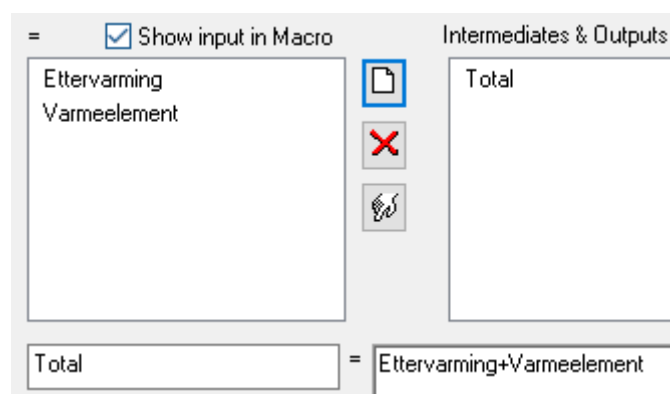 = Show input in Macro Intermediates & Outputs
Ettervarming
Varmeelement
Total
Total = Ettervarming+Varmeelement